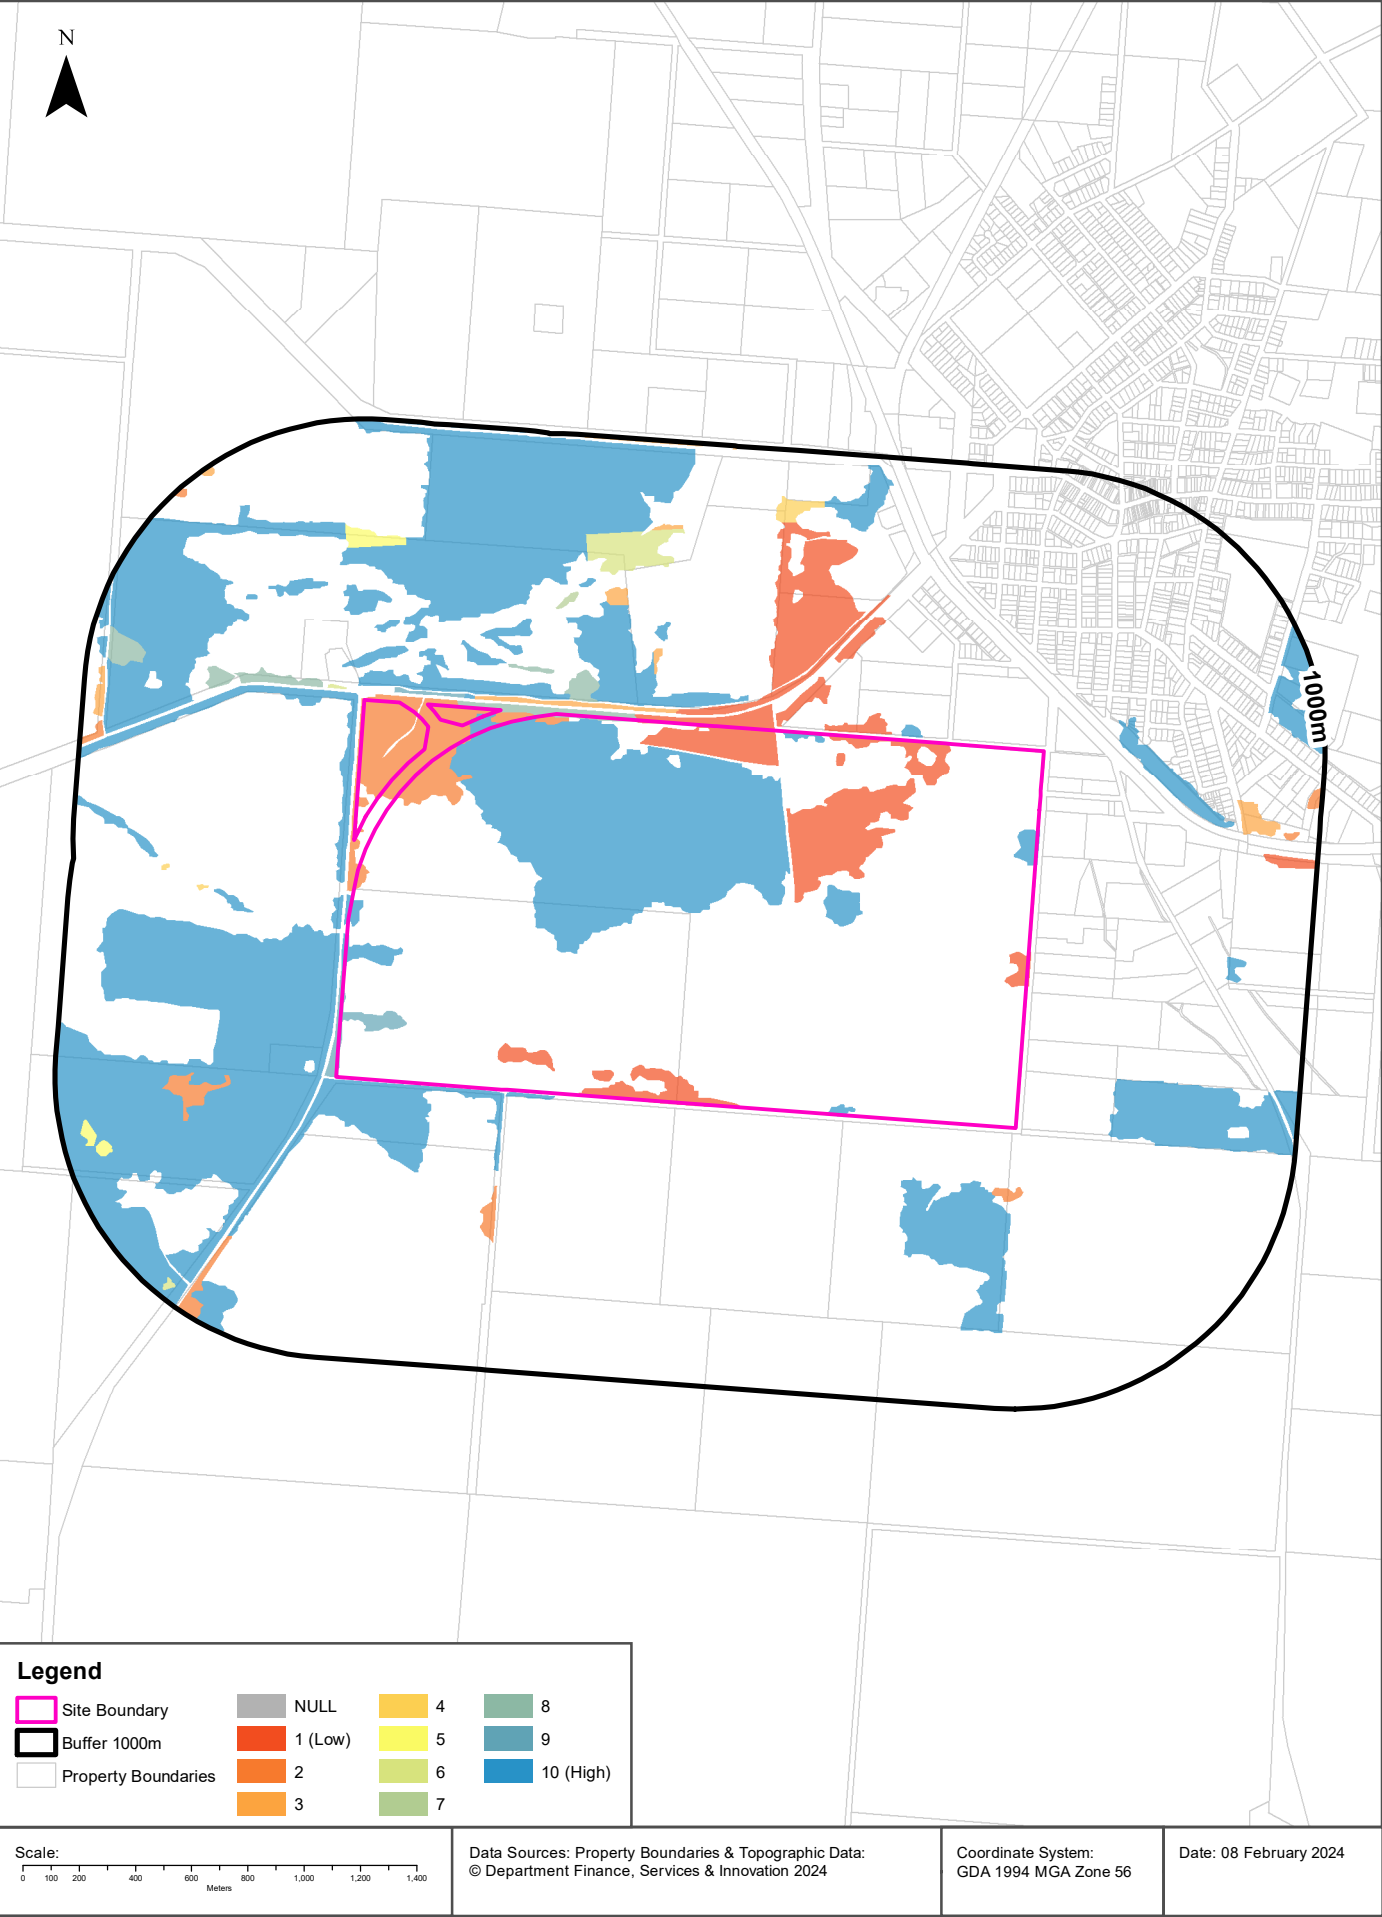 N
1000m
Legend
Site Boundary
Buffer 1000m
Property Boundaries
NULL
1 (Low)
2
3
4
5
6
7
8
9
10 (High)
Scale:
0 100 200 400 600 800 1,000 1,200 1,400
Meters
Data Sources: Property Boundaries & Topographic Data:
© Department Finance, Services & Innovation 2024
Coordinate System:
GDA 1994 MGA Zone 56
Date: 08 February 2024